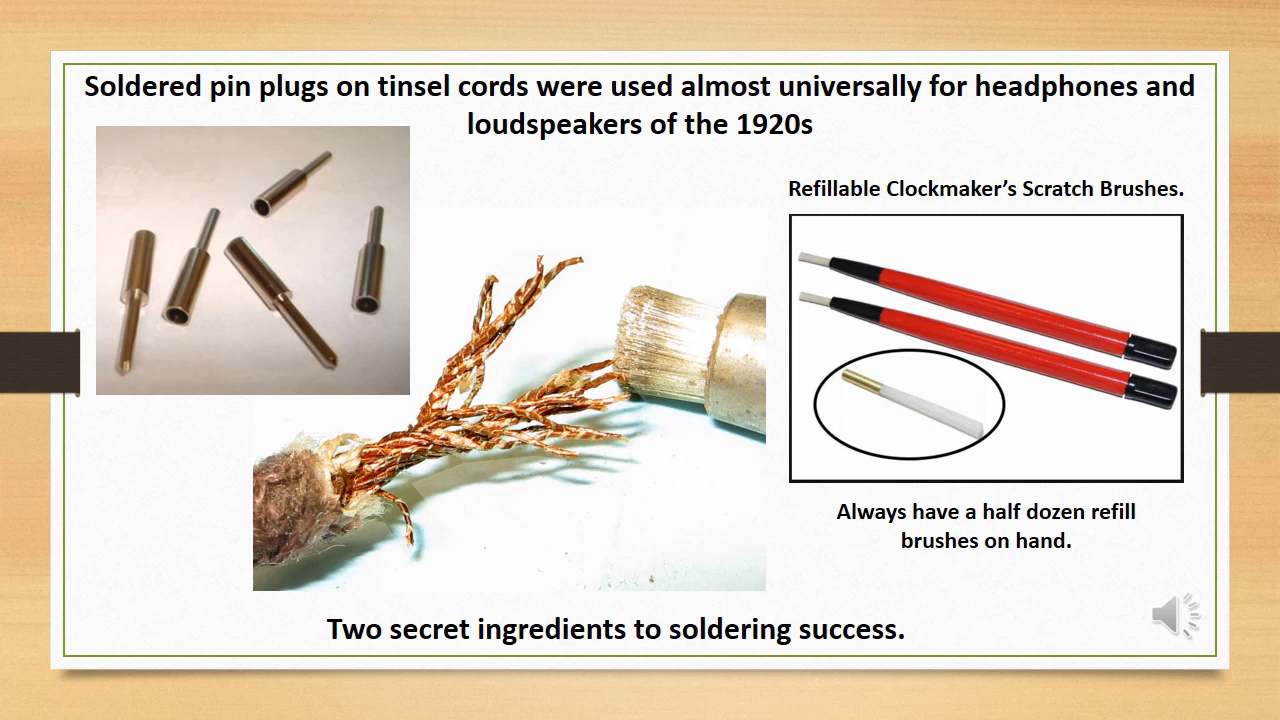 Soldered pin plugs on tinsel cords were used almost universally for headphones and
loudspeakers of the 1920s
Refillable Clockmaker’s Scratch Brushes.
Always have a half dozen refill
brushes on hand.
Two secret ingredients to soldering success.